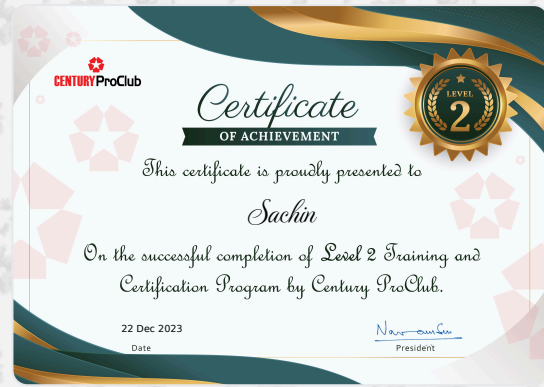 CENTURY ProClub
Certificate
OF ACHIEVEMENT
LEVEL
2
This certificate is proudly presented to
Sachin
On the successful completion of Level 2 Training and
Certification Program by Century ProClub.
22 Dec 2023
Date
President